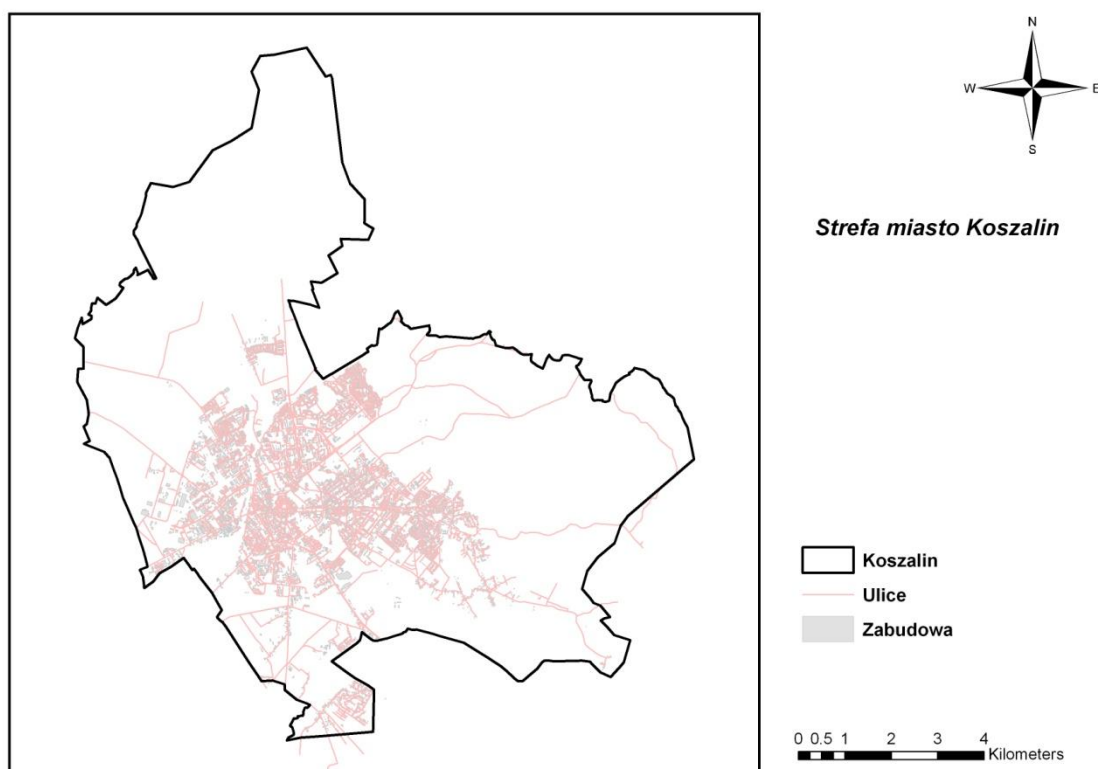 N
W E
S
Strefa miasto Koszalin
Koszalin
Ulice
Zabudowa
0 0.5 1 2 3 4
Kilometers